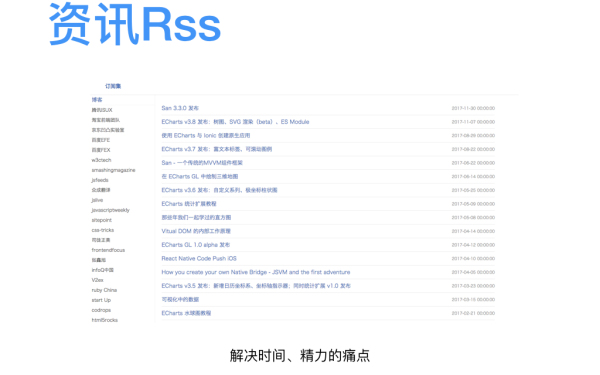 资讯Rss
订阅集
博客
腾讯ISUX
淘宝前端团队
京东凹凸实验室
百度EFE
百度FEX
w3ctech
smashingmagazine
jsfeeds
众成翻译
jslive
javascriptweekly
sitepoint
css-tricks
司徒正美
frontendfocus
张鑫旭
infoQ中国
V2ex
ruby China
start Up
codrops
html5rocks
San 3.3.0 发布 2017-11-30 00:00:00
ECharts v3.8 发布：树图、SVG 渲染（beta）、ES Module 2017-11-07 00:00:00
使用 ECharts 与 Ionic 创建原生应用 2017-08-29 00:00:00
ECharts v3.7 发布：富文本标签、可滚动图例 2017-08-23 00:00:00
San - 一个传统的MVVM组件框架 2017-06-22 00:00:00
在 ECharts GL 中绘制三维地图 2017-06-14 00:00:00
ECharts v3.6 发布：自定义系列、极坐标柱状图 2017-05-25 00:00:00
ECharts 统计扩展教程 2017-05-09 00:00:00
那些年我们一起学过的直方图 2017-05-08 00:00:00
Vitual DOM 的内部工作原理 2017-04-14 00:00:00
ECharts GL 1.0 alpha 发布 2017-04-13 00:00:00
React Native Code Push iOS 2017-04-10 00:00:00
How you create your own Native Bridge - JSVM and the first adventure 2017-04-05 00:00:00
ECharts v3.5 发布：新增日历坐标系、坐标轴指示器；同时统计扩展 v1.0 发布 2017-03-23 00:00:00
可视化中的数据 2017-03-15 00:00:00
ECharts 水球图教程 2017-02-21 00:00:00
解决时间、精力的痛点